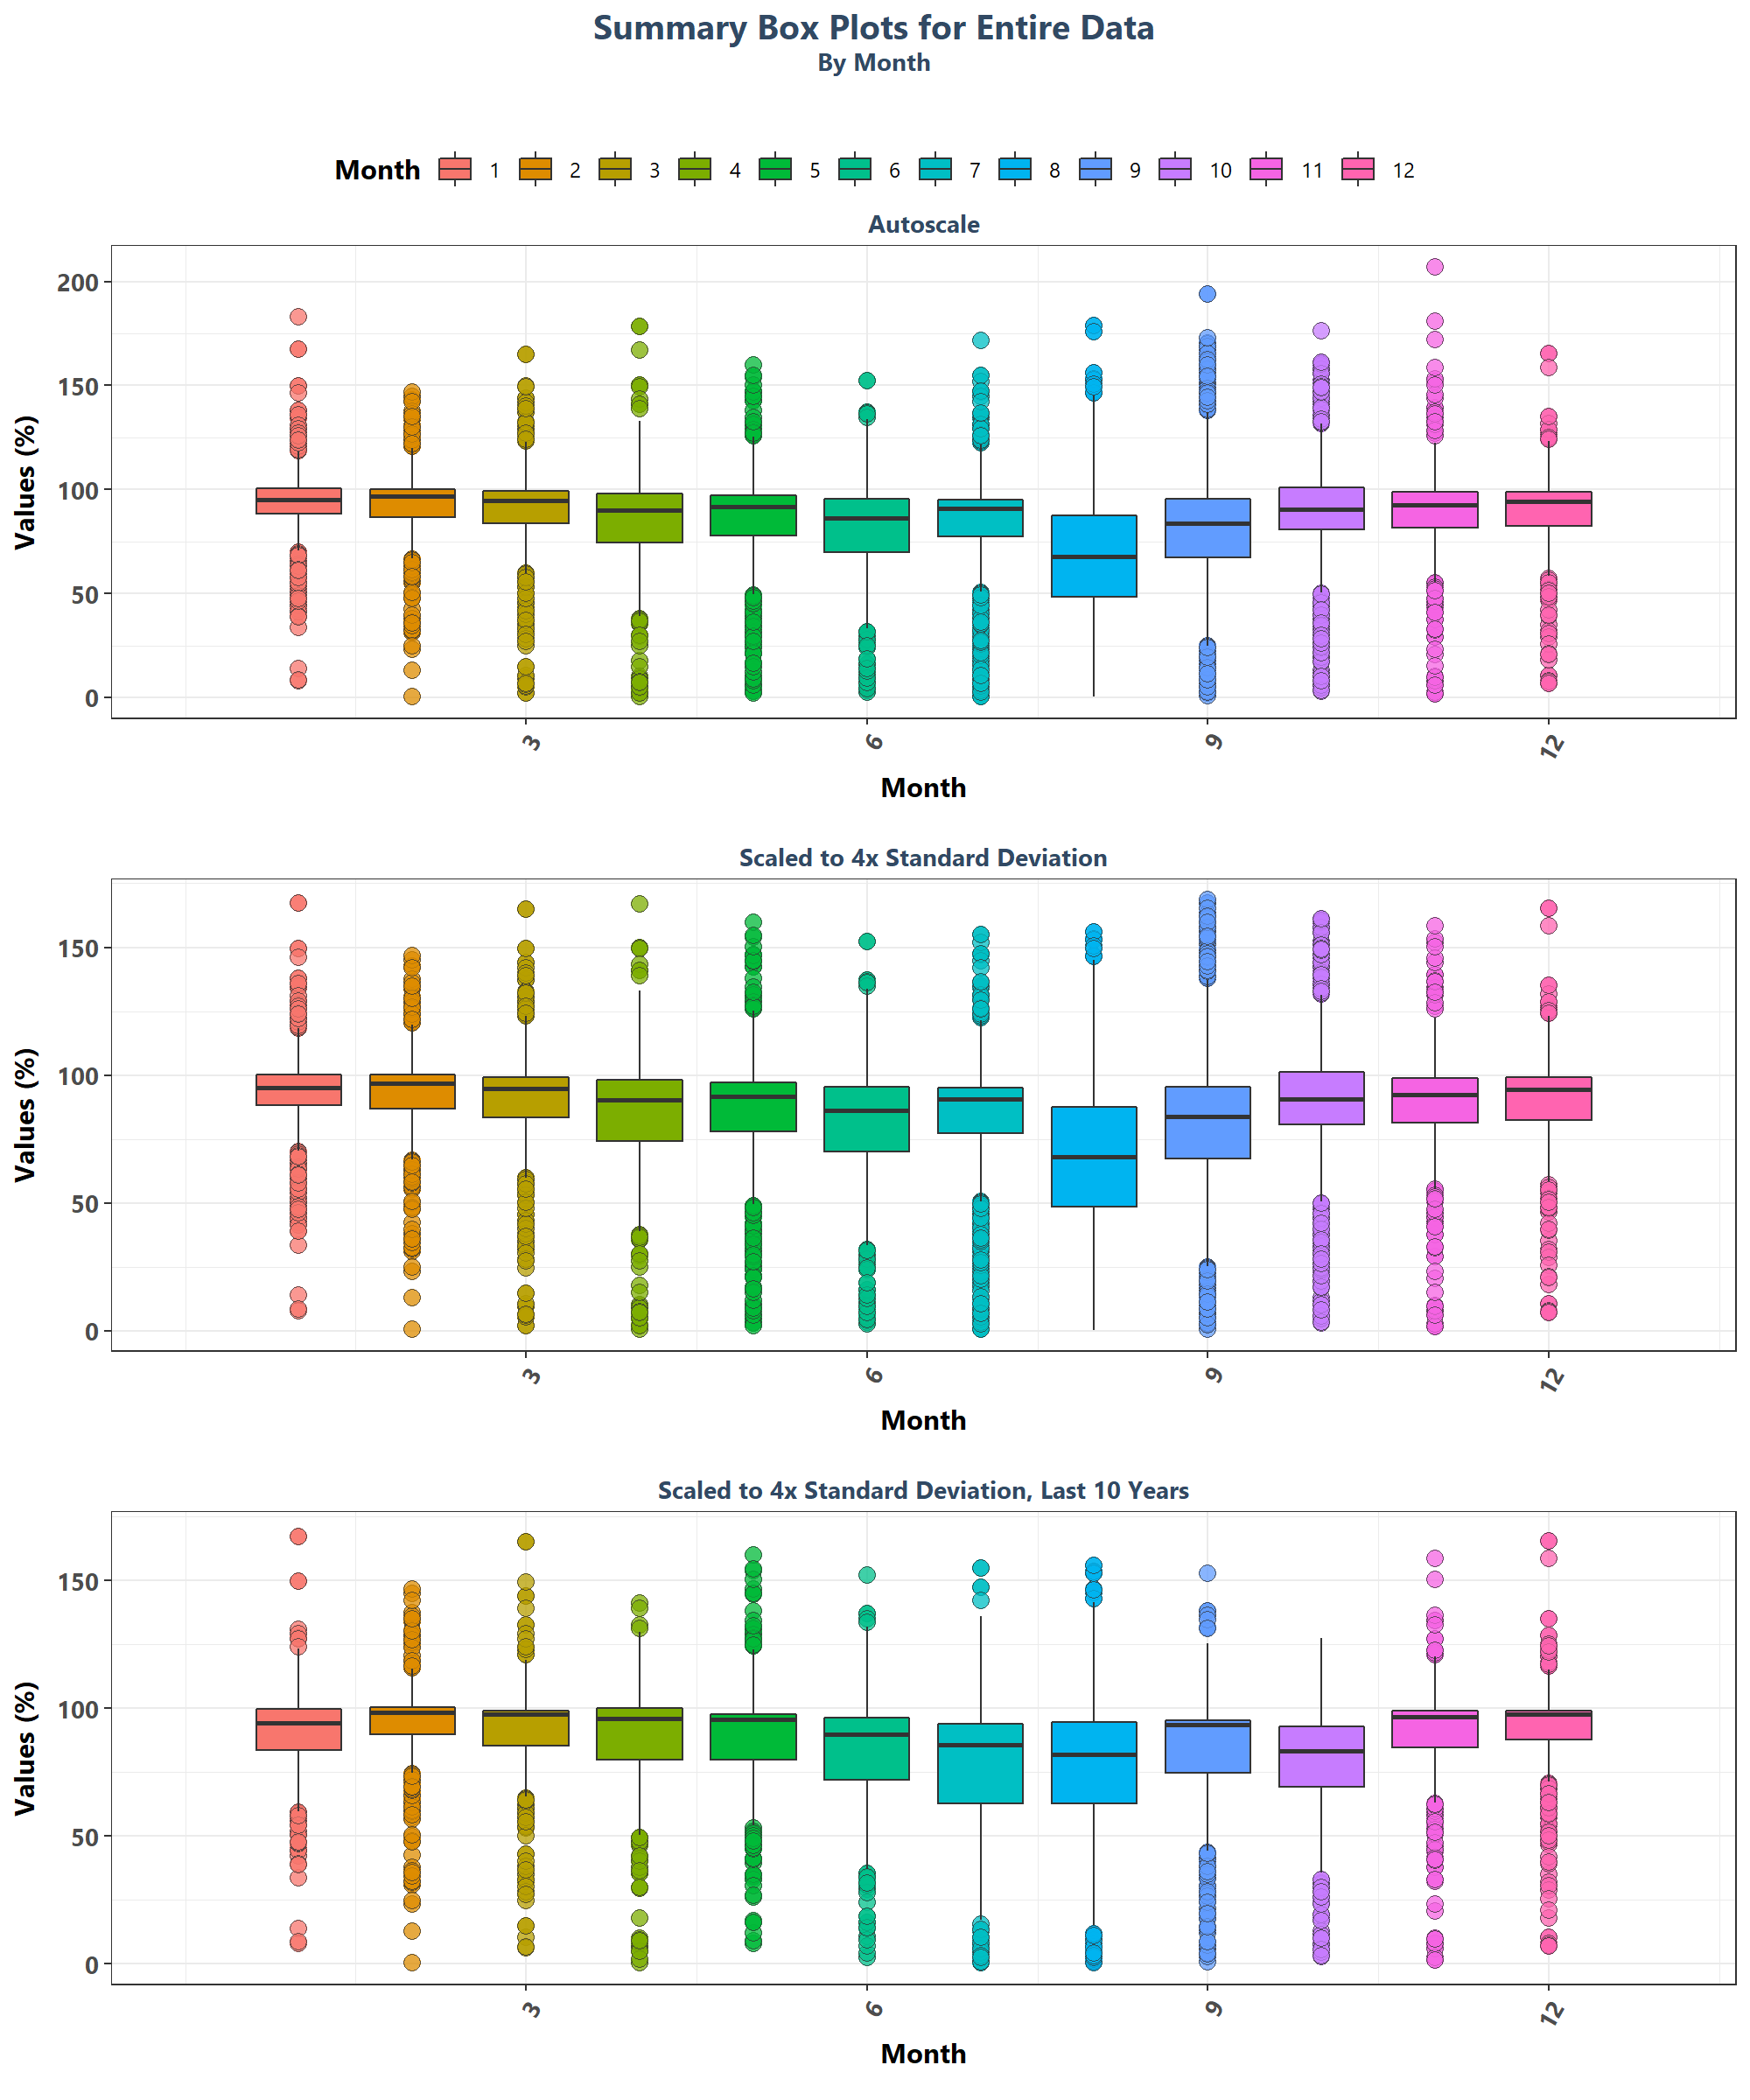 Summary Box Plots for Entire Data
By Month
Month 1 2 3 4 5 6 7 8 9 10 11 12
Autoscale
Values (%)
200
150
100
50
0
3 6 9 12
Month
Scaled to 4x Standard Deviation
Values (%)
150
100
50
0
3 6 9 12
Month
Scaled to 4x Standard Deviation, Last 10 Years
Values (%)
150
100
50
0
3 6 9 12
Month